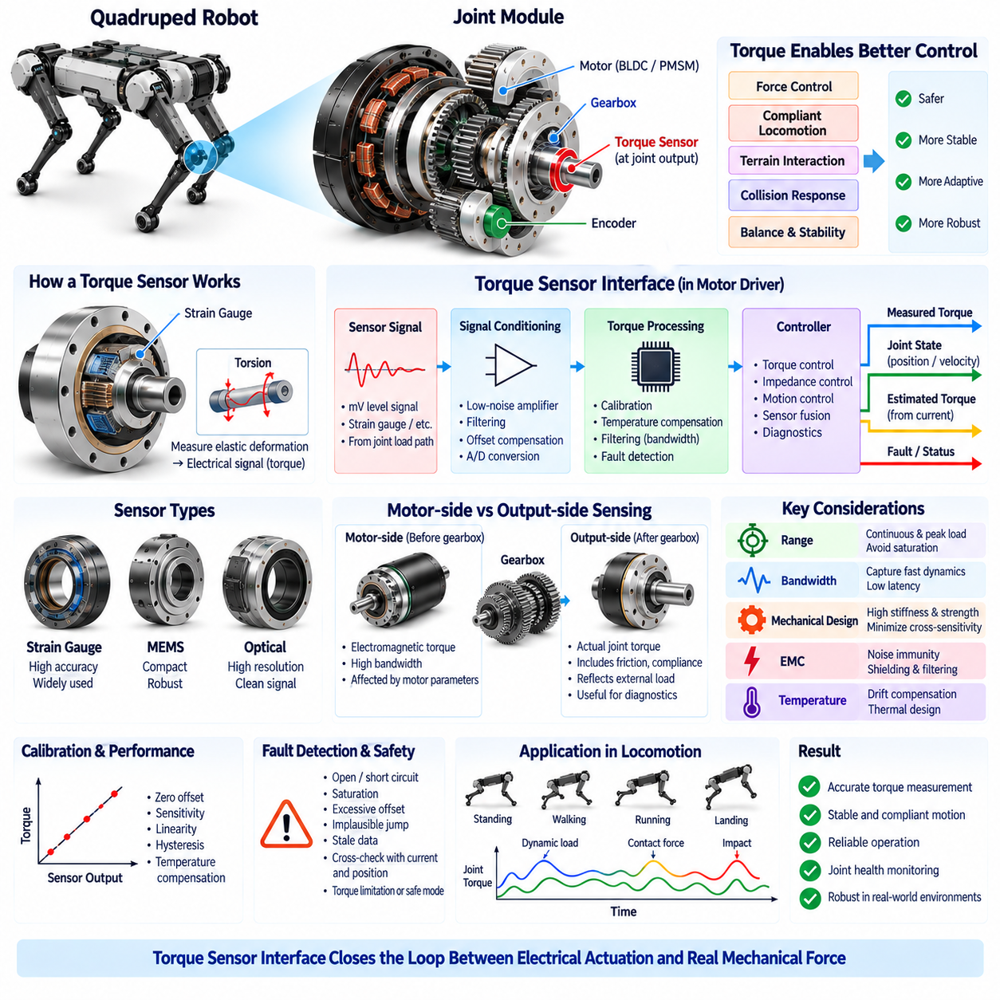 Quadruped Robot
Joint Module
Motor (BLDC / PMSM)
Gearbox
Torque Sensor
(at joint output)
Encoder
Torque Enables Better Control
Force Control
Compliant
Locomotion
Terrain Interaction
Collision Response
Balance & Stability
Safer
More Stable
More Adaptive
More Robust
How a Torque Sensor Works
Strain Gauge
Torsion
Measure elastic deformation
→ Electrical signal (torque)
Torque Sensor Interface (in Motor Driver)
Sensor Signal
• mV level signal
• Strain gauge / etc.
• From joint load path
Signal Conditioning
• Low-noise amplifier
• Filtering
• Offset compensation
• A/D conversion
Torque Processing
• Calibration
• Temperature compensation
• Filtering (bandwidth)
• Fault detection
Controller
• Torque control
• Impedance control
• Motion control
• Sensor fusion
• Diagnostics
Measured Torque
Joint State
(position / velocity)
Estimated Torque
(from current)
Fault / Status
Sensor Types
Strain Gauge
High accuracy
Widely used
MEMS
Compact
Robust
Optical
High resolution
Clean signal
Motor-side vs Output-side Sensing
Motor-side (Before gearbox)
• Electromagnetic torque
• High bandwidth
• Affected by motor parameters
Gearbox
Output-side (After gearbox)
• Actual joint torque
• Includes friction, compliance
• Reflects external load
• Useful for diagnostics
Key Considerations
Range
Continuous & peak load
Avoid saturation
Bandwidth
Capture fast dynamics
Low latency
Mechanical Design
High stiffness & strength
Minimize cross-sensitivity
EMC
Noise immunity
Shielding & filtering
Temperature
Drift compensation
Thermal design
Calibration & Performance
Torque
Sensor Output
• Zero offset
• Sensitivity
• Linearity
• Hysteresis
• Temperature
compensation
Fault Detection & Safety
• Open / short circuit
• Saturation
• Excessive offset
• Implausible jump
• Stale data
• Cross-check with current
and position
• Torque limitation or safe mode
Application in Locomotion
Standing
Walking
Running
Landing
Dynamic load
Contact force
Impact
Joint
Torque
Time
Result
Accurate torque measurement
Stable and compliant motion
Reliable operation
Joint health monitoring
Robust in real-world environments
Torque Sensor Interface Closes the Loop Between Electrical Actuation and Real Mechanical Force